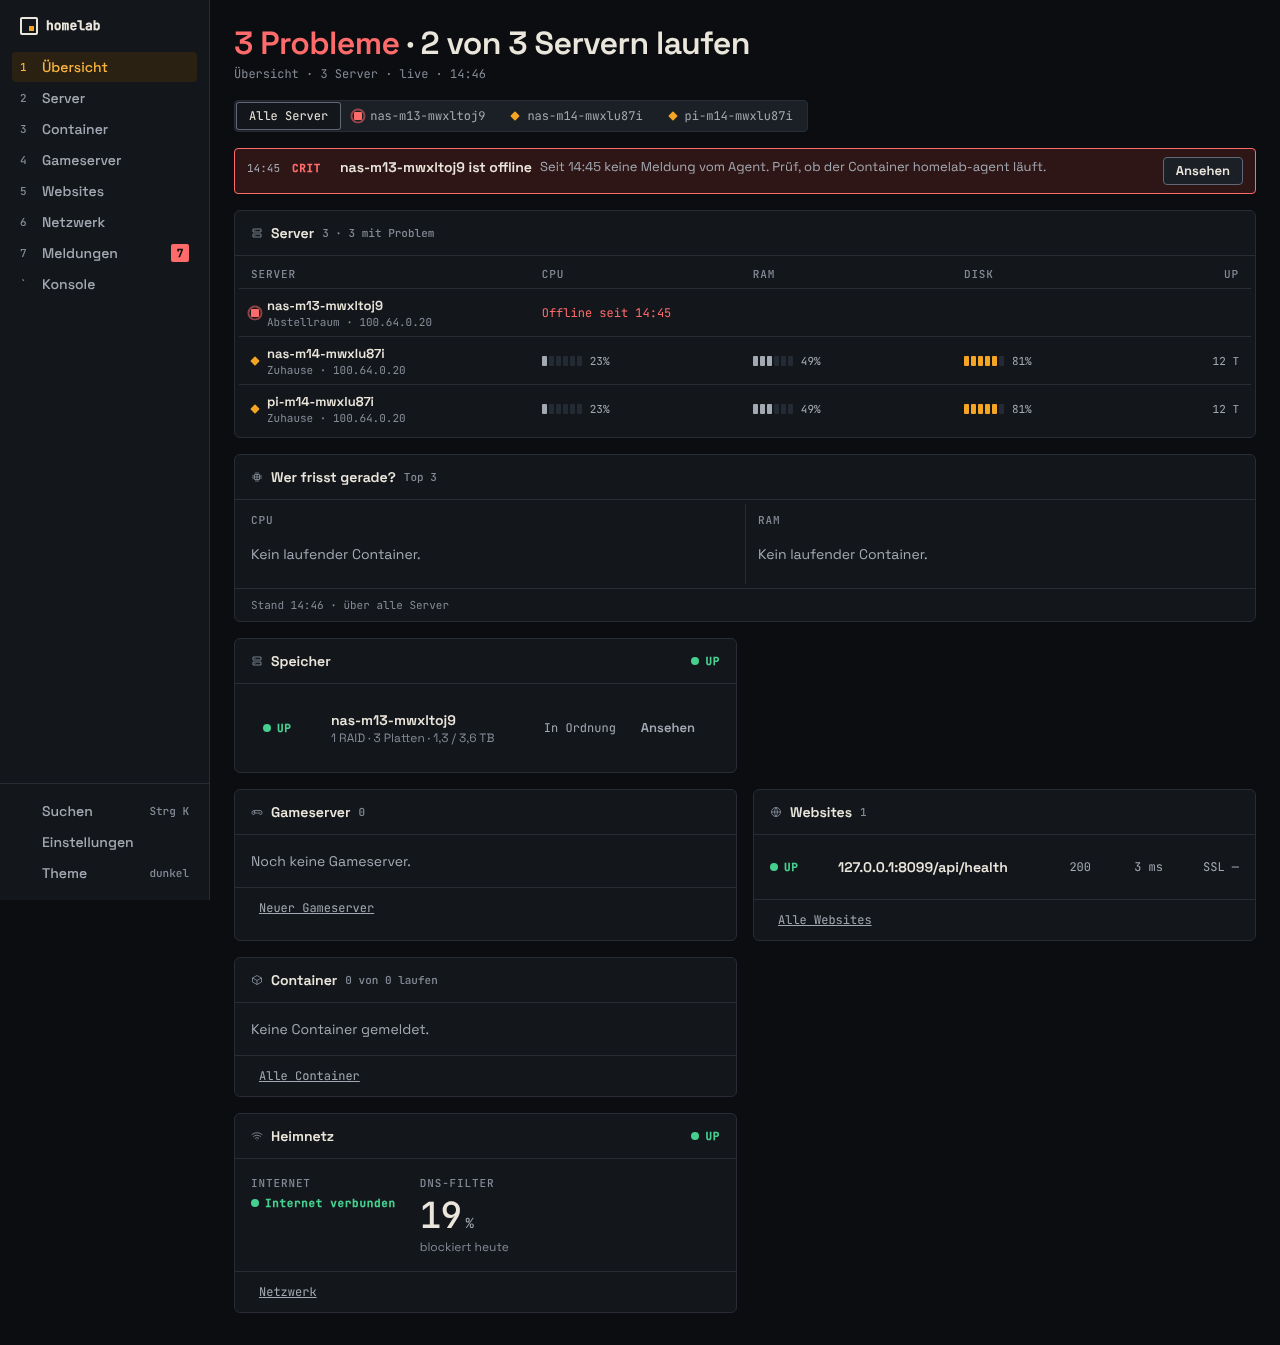 homelab
1 Übersicht
2 Server
3 Container
4 Gameserver
5 Websites
6 Netzwerk
7 Meldungen 7
` Konsole
Suchen Strg K
Einstellungen
Theme dunkel
3 Probleme · 2 von 3 Servern laufen
Übersicht · 3 Server · live · 14:46
Alle Server nas-m13-mwxltoj9 nas-m14-mwxlu87i pi-m14-mwxlu87i
14:45 CRIT nas-m13-mwxltoj9 ist offline Seit 14:45 keine Meldung vom Agent. Prüf, ob der Container homelab-agent läuft. Ansehen
Server 3 · 3 mit Problem
SERVER CPU RAM DISK UP
nas-m13-mwxltoj9
Abstellraum · 100.64.0.20
Offline seit 14:45
nas-m14-mwxlu87i
Zuhause · 100.64.0.20
23% 49% 81% 12 T
pi-m14-mwxlu87i
Zuhause · 100.64.0.20
23% 49% 81% 12 T
Wer frisst gerade? Top 3
CPU RAM
Kein laufender Container. Kein laufender Container.
Stand 14:46 · über alle Server
Speicher UP
UP nas-m13-mwxltoj9 In Ordnung Ansehen
1 RAID · 3 Platten · 1,3 / 3,6 TB
Gameserver 0
Noch keine Gameserver.
Neuer Gameserver
Websites 1
UP 127.0.0.1:8099/api/health 200 3 ms SSL —
Alle Websites
Container 0 von 0 laufen
Keine Container gemeldet.
Alle Container
Heimnetz UP
INTERNET DNS-FILTER
Internet verbunden
19 %
blockiert heute
Netzwerk